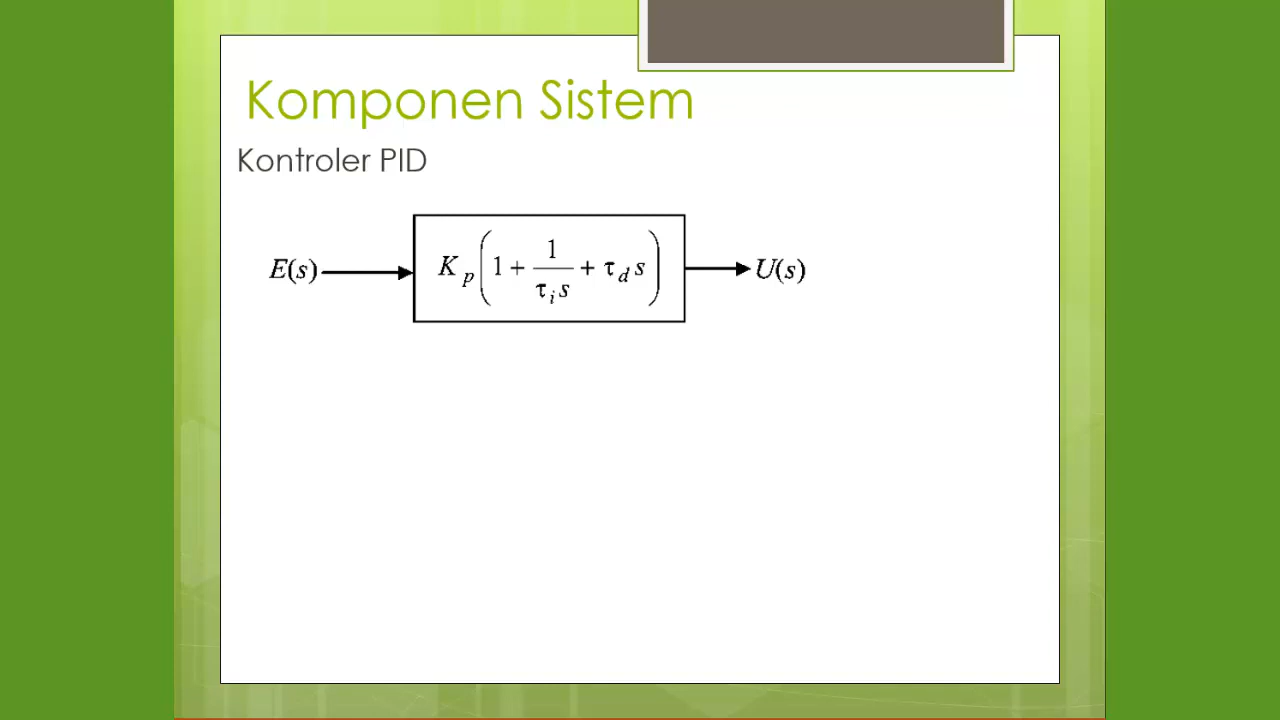 Komponen Sistem
Kontroler PID
E(s) K_p(1 + 1/(τ_i s) + τ_d s) U(s)